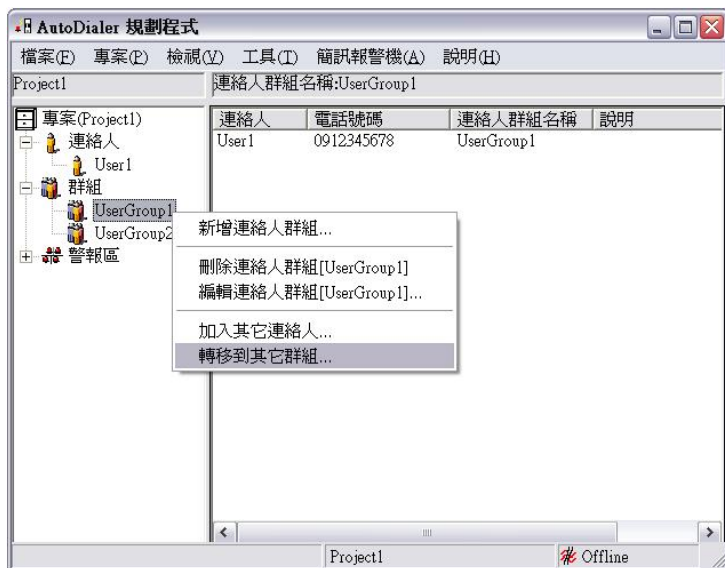 AutoDialer 規劃程式
檔案(F) 專案(P) 檢視(V) 工具(T) 簡訊報警機(A) 說明(H)
Project1 連絡人群組名稱:UserGroup1
專案(Project1)
連絡人
User1
群組
UserGroup1
UserGroup2
警報區
連絡人 電話號碼 連絡人群組名稱 說明
User1 0912345678 UserGroup1
新增連絡人群組...
刪除連絡人群組[UserGroup1]
編輯連絡人群組[UserGroup1]...
加入其它連絡人...
轉移到其它群組...
Project1 Offline